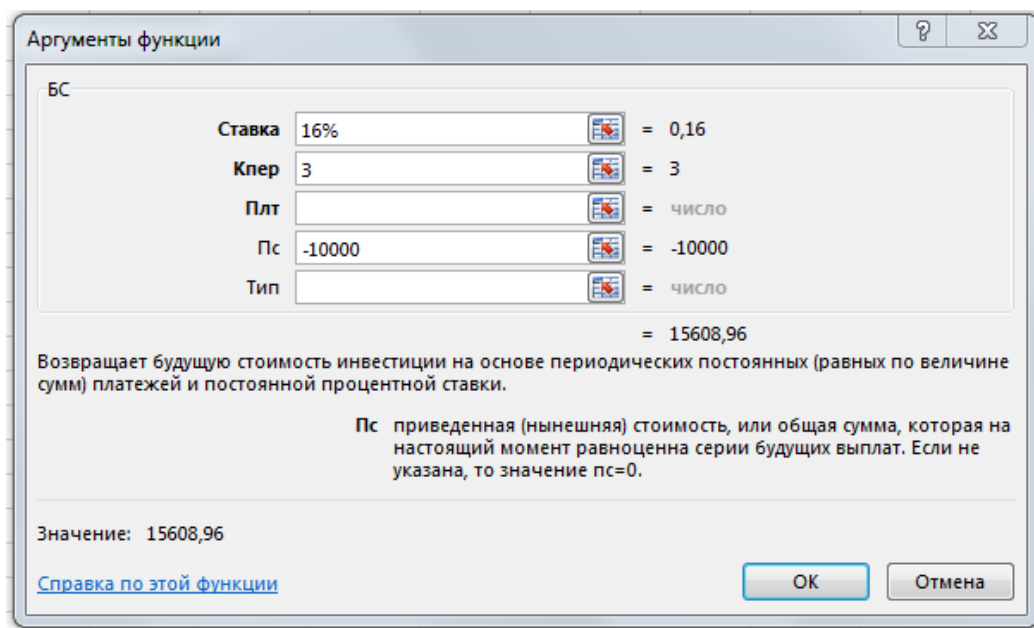 Аргументы функции
БС
Ставка 16% = 0,16
Кпер 3 = 3
Плт = число
Пс -10000 = -10000
Тип = число
= 15608,96
Возвращает будущую стоимость инвестиции на основе периодических постоянных (равных по величине
сумм) платежей и постоянной процентной ставки.
Пс приведенная (нынешняя) стоимость, или общая сумма, которая на
настоящий момент равноценна серии будущих выплат. Если не
указана, то значение пс=0.
Значение: 15608,96
Справка по этой функции ОК Отмена